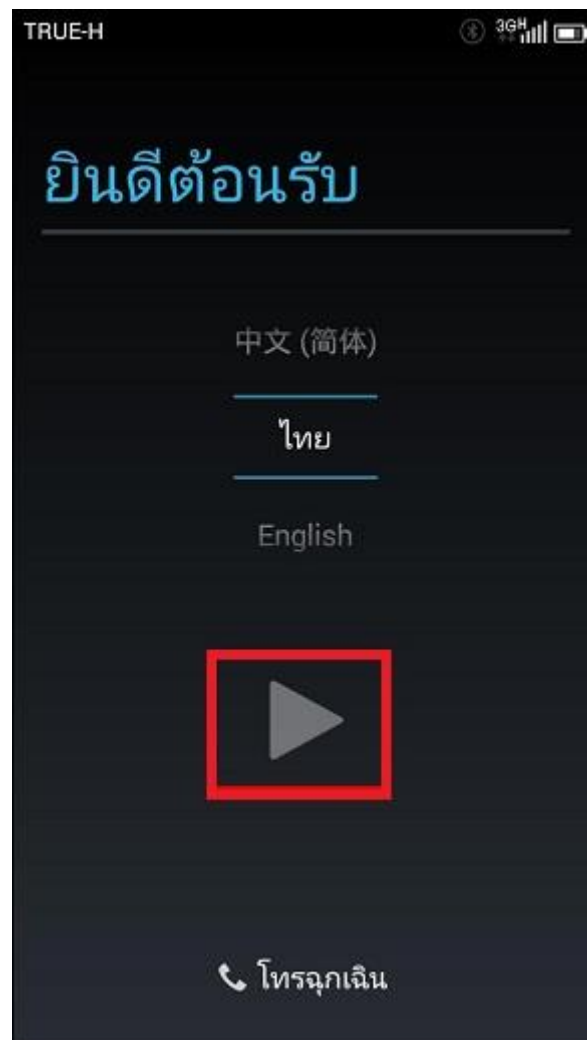 TRUE-H 3G H
ยินดีต้อนรับ
中文 (简体)
ไทย
English
โทรฉุกเฉิน